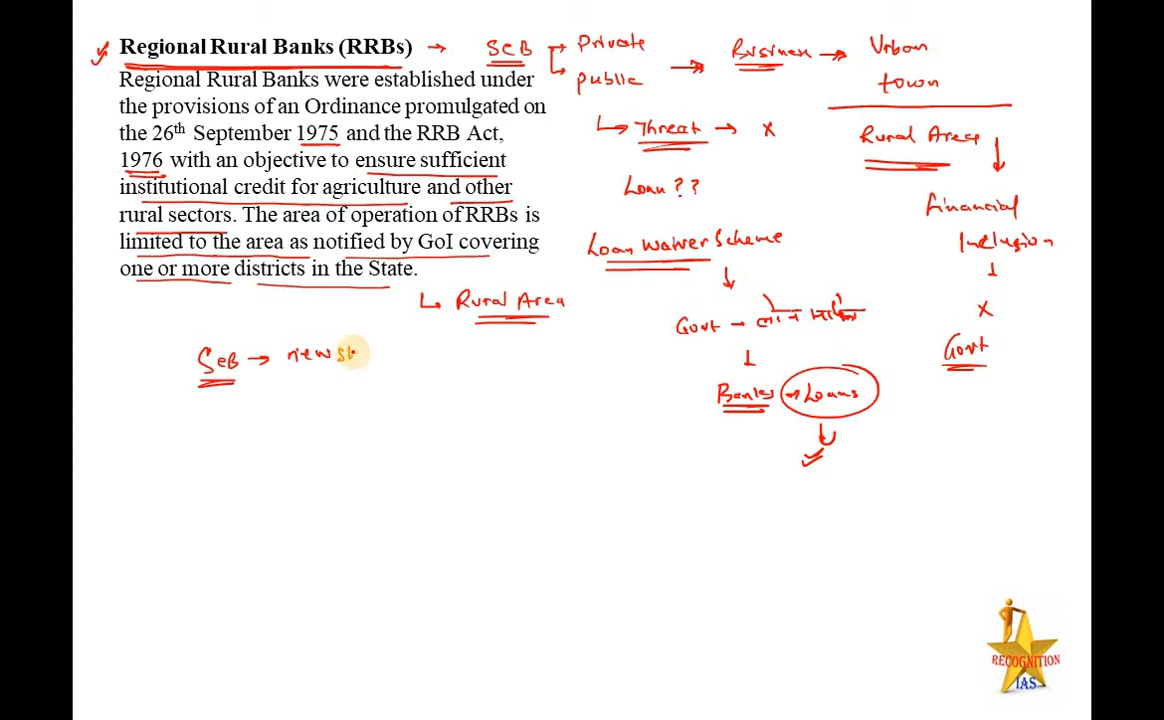 Regional Rural Banks (RRBs) → SCB → Private
→ Public
→ Business → Urban
town
Regional Rural Banks were established under
the provisions of an Ordinance promulgated on
the 26th September 1975 and the RRB Act,
1976 with an objective to ensure sufficient
institutional credit for agriculture and other
rural sectors. The area of operation of RRBs is
limited to the area as notified by GoI covering
one or more districts in the State.
↳ Rural Area
SCB → new
↳ Threat → x
Loan ??
Loan Waiver Scheme
Govt → लोन
Banks → Loans
Rural Areas
Financial
Inclusion
x
Govt
RECOGNITION
IAS